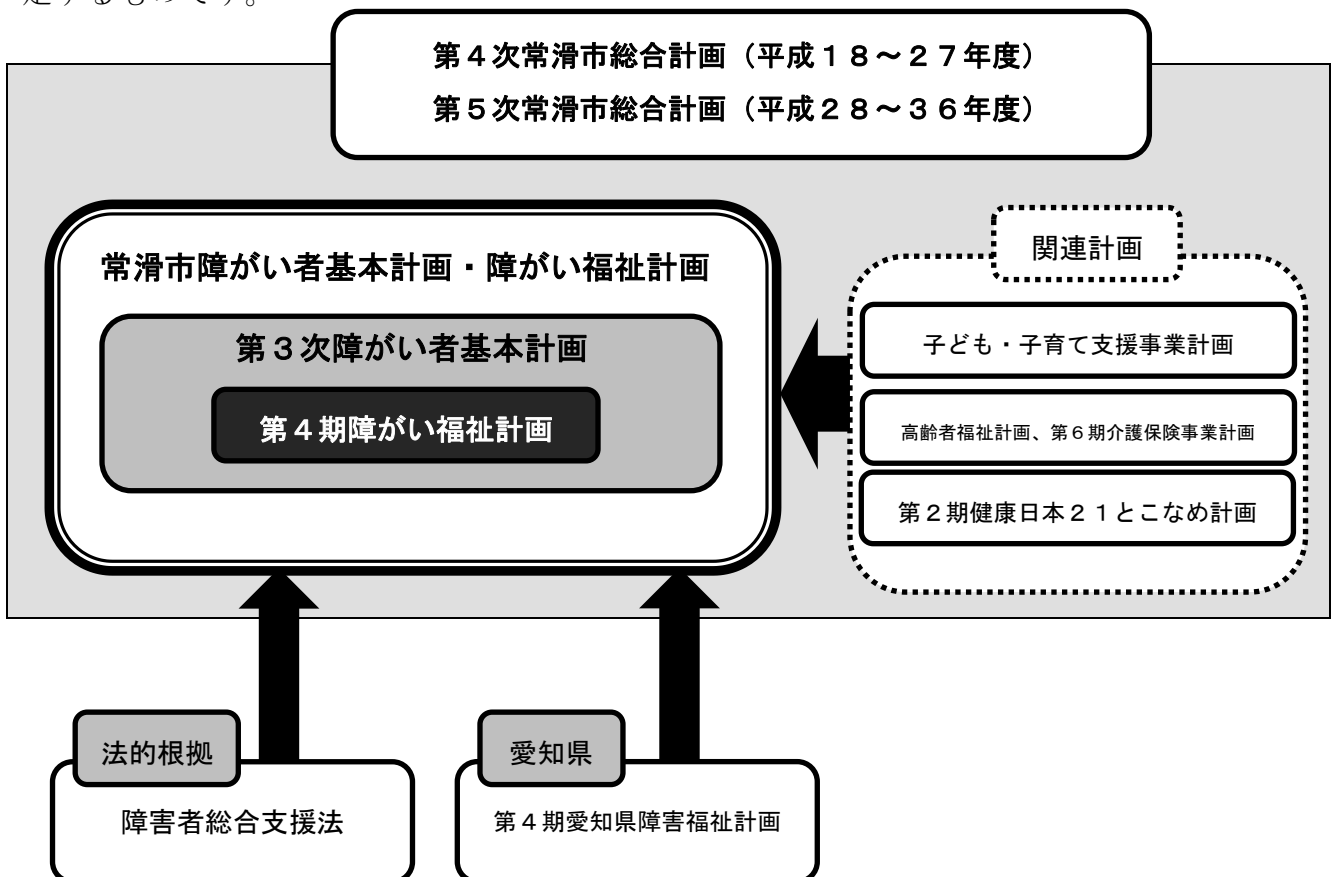 定するものです。
第４次常滑市総合計画（平成１８～２７年度）
第５次常滑市総合計画（平成２８～３６年度）
常滑市障がい者基本計画・障がい福祉計画
第３次障がい者基本計画
第４期障がい福祉計画
関連計画
子ども・子育て支援事業計画
高齢者福祉計画、第６期介護保険事業計画
第２期健康日本２１とこなめ計画
法的根拠
障害者総合支援法
愛知県
第４期愛知県障害福祉計画